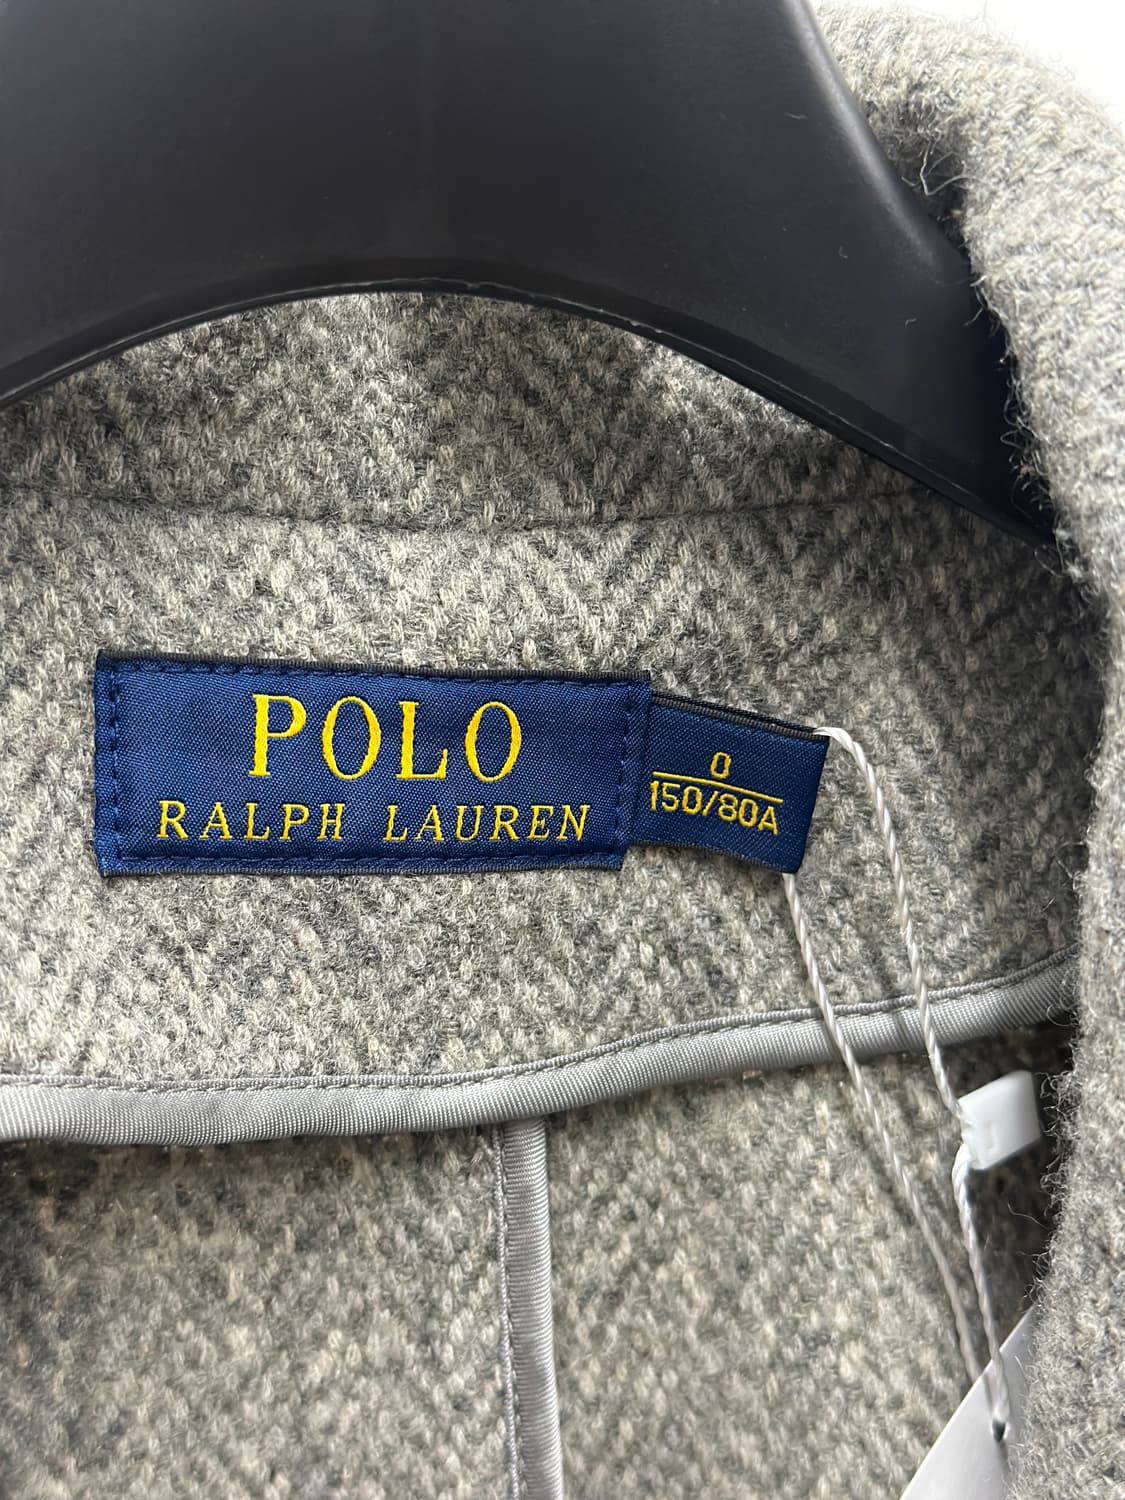 POLO
RALPH LAUREN
0
150/80A